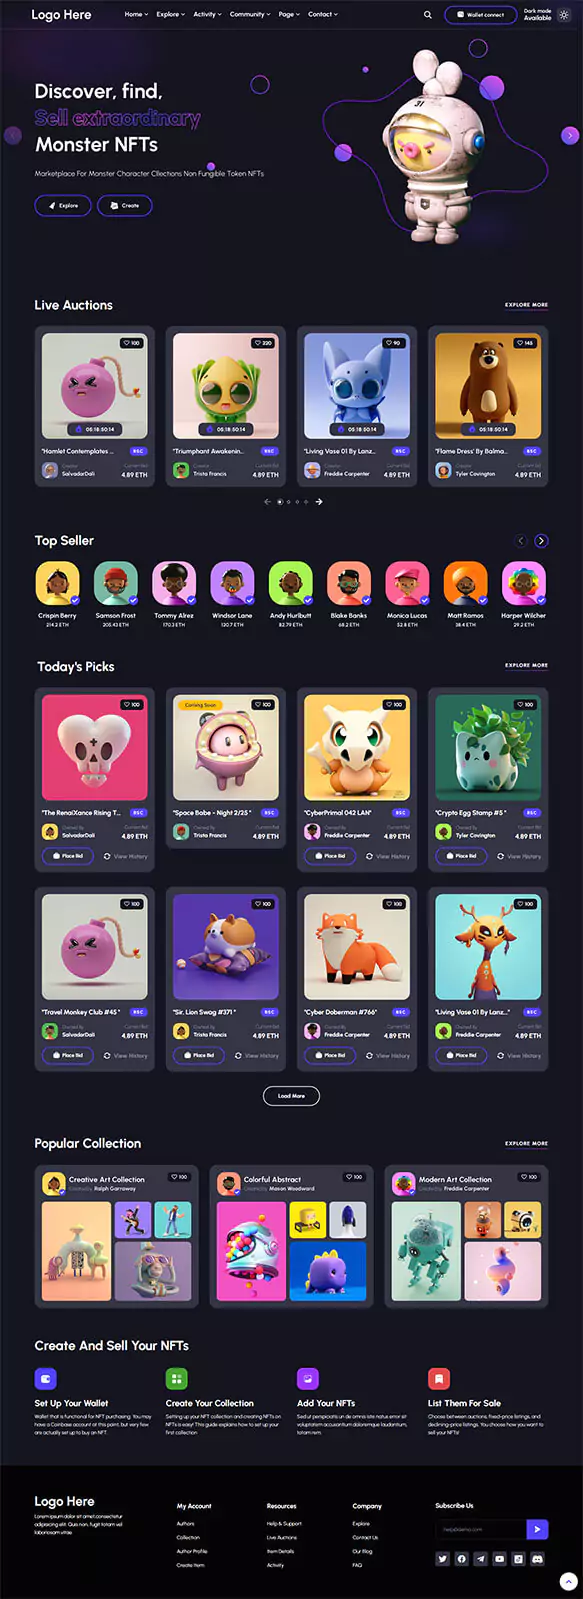 Logo Here
Home
Explore
Activity
Community
Page
Contact
Wallet connect
Dark mode
Available
Discover, find,
Sell extraordinary
Monster NFTs
Marketplace For Monster Character Cllections Non Fungible Token NFTs
Explore
Create
Live Auctions
EXPLORE MORE
100
220
90
145
05:18:50:14
05:18:50:14
05:18:50:14
05:18:50:14
"Hamlet Contemplates ...
BSC
"Triumphant Awakenin...
BSC
"Living Vase 01 By Lanz...
BSC
"Flame Dress' By Balma...
BSC
Creator
Current Bid
SalvadorDali
4.89 ETH
Creator
Current Bid
Trista Francis
4.89 ETH
Creator
Current Bid
Freddie Carpenter
4.89 ETH
Creator
Current Bid
Tyler Covington
4.89 ETH
Top Seller
Crispin Berry
214.2 ETH
Samson Frost
205.43 ETH
Tommy Alrez
170.3 ETH
Windsor Lane
120.7 ETH
Andy Hurlbutt
82.79 ETH
Blake Banks
68.2 ETH
Monica Lucas
52.8 ETH
Matt Ramos
38.4 ETH
Harper Wilcher
29.2 ETH
Today's Picks
EXPLORE MORE
100
Coming Soon
100
100
100
"The RenaiXance Rising T...
BSC
"Space Babe - Night 2/25 "
BSC
"CyberPrimal 042 LAN"
BSC
"Crypto Egg Stamp #5 "
BSC
Owned By
Current Bid
SalvadorDali
4.89 ETH
Owned By
Current Bid
Trista Francis
4.89 ETH
Owned By
Current Bid
Freddie Carpenter
4.89 ETH
Owned By
Current Bid
Tyler Covington
4.89 ETH
Place Bid
View History
Place Bid
View History
Place Bid
View History
100
100
100
100
"Travel Monkey Club #45 "
BSC
"Sir. Lion Swag #371 "
BSC
"Cyber Doberman #766"
BSC
"Living Vase 01 By Lanz..."
BSC
Owned By
Current Bid
SalvadorDali
4.89 ETH
Owned By
Current Bid
Trista Francis
4.89 ETH
Owned By
Current Bid
Freddie Carpenter
4.89 ETH
Owned By
Current Bid
Freddie Carpenter
4.89 ETH
Place Bid
View History
Place Bid
View History
Place Bid
View History
Place Bid
View History
Load More
Popular Collection
EXPLORE MORE
Creative Art Collection
Created by Ralph Garraway
100
Colorful Abstract
Created by Mason Woodward
100
Modern Art Collection
Created by Freddie Carpenter
100
Create And Sell Your NFTs
Set Up Your Wallet
Wallet that is functional for NFT purchasing. You may
have a Coinbase account at this point, but very few
are actually set up to buy an NFT.
Create Your Collection
Setting up your NFT collection and creating NFTs on
NFTs is easy! This guide explains how to set up your
first collection
Add Your NFTs
Sed ut perspiciatis un de omnis iste natus error sit
voluptatem accusantium doloremque laudantium,
totam rem.
List Them For Sale
Choose between auctions, fixed-price listings, and
declining-price listings. You choose how you want to
sell your NFTs!
Logo Here
Lorem ipsum dolor sit amet,consectetur
adipisicing elit. Quis non, fugit totam vel
laboriosam vitae
My Account
Authors
Collection
Author Profile
Create Item
Resources
Help & Support
Live Auctions
Item Details
Activity
Company
Explore
Contact Us
Our Blog
FAQ
Subscribe Us